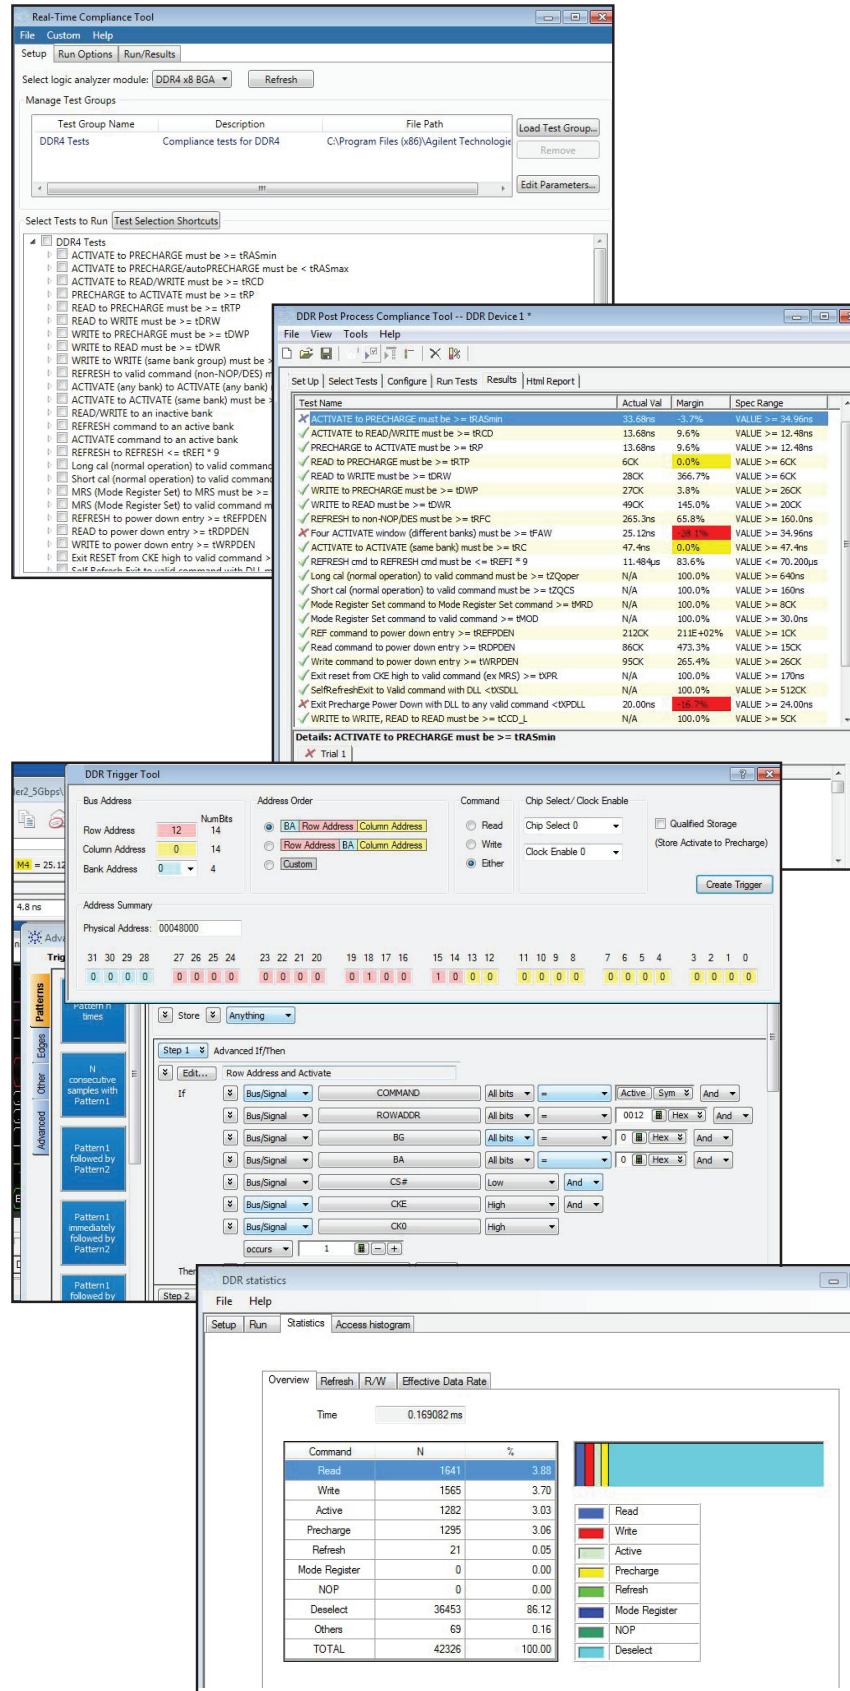 Real-Time Compliance Tool
File Custom Help
Setup Run Options Run/Results
Select logic analyzer module: DDR4 x8 BGA Refresh
Manage Test Groups
Test Group Name Description File Path
DDR4 Tests Compliance tests for DDR4 C:\Program Files (x86)\Agilent Technologie
Load Test Group...
Remove
Edit Parameters...
Select Tests to Run Test Selection Shortcuts
DDR4 Tests
ACTIVATE to PRECHARGE must be >= tRASmin
ACTIVATE to PRECHARGE/autoPRECHARGE must be < tRASmax
ACTIVATE to READ/WRITE must be >= tRCD
PRECHARGE to ACTIVATE must be >= tRP
READ to PRECHARGE must be >= tRTP
READ to WRITE must be >= tDRW
WRITE to PRECHARGE must be >= tDWP
WRITE to READ must be >= tDWR
WRITE to WRITE (same bank group) must be >
REFRESH to valid command (non-NOP/DES) m
ACTIVATE (any bank) to ACTIVATE (any bank)
ACTIVATE to ACTIVATE (same bank) must be >
READ/WRITE to an inactive bank
REFRESH command to an active bank
ACTIVATE command to an active bank
REFRESH to REFRESH <= tREFI * 9
Long cal (normal operation) to valid command
Short cal (normal operation) to valid command
MRS (Mode Register Set) to MRS must be >=
MRS (Mode Register Set) to valid command m
REFRESH to power down entry >= tREFPDEN
READ to power down entry >= tRDPDEN
WRITE to power down entry >= tWRPDEN
Exit RESET from CKE high to valid command >
Self Refresh Exit to valid command with DLL m
DDR Post Process Compliance Tool -- DDR Device 1 *
File View Tools Help
Set Up Select Tests Configure Run Tests Results Html Report
Test Name Actual Val Margin Spec Range
ACTIVATE to PRECHARGE must be >= tRASmin 33.68ns -3.7% VALUE >= 34.96ns
ACTIVATE to READ/WRITE must be >= tRCD 13.68ns 9.6% VALUE >= 12.48ns
PRECHARGE to ACTIVATE must be >= tRP 13.68ns 9.6% VALUE >= 12.48ns
READ to PRECHARGE must be >= tRTP 6CK 0.0% VALUE >= 6CK
READ to WRITE must be >= tDRW 28CK 366.7% VALUE >= 6CK
WRITE to PRECHARGE must be >= tDWP 27CK 3.8% VALUE >= 26CK
WRITE to READ must be >= tDWR 49CK 145.0% VALUE >= 20CK
REFRESH to non-NOP/DES must be >= tRFC 265.3ns 65.8% VALUE >= 160.0ns
Four ACTIVATE window (different banks) must be >= tFAW 25.12ns -28.1% VALUE >= 34.96ns
ACTIVATE to ACTIVATE (same bank) must be >= tRC 47.4ns 0.0% VALUE >= 47.4ns
REFRESH cmd to REFRESH cmd must be <= tREFI * 9 11.484μs 83.6% VALUE <= 70.200μs
Long cal (normal operation) to valid command must be >= tZQoper N/A 100.0% VALUE >= 640ns
Short cal (normal operation) to valid command must be >= tZQCS N/A 100.0% VALUE >= 160ns
Mode Register Set command to Mode Register Set command >= tMRD N/A 100.0% VALUE >= 8CK
Mode Register Set command to valid command >= tMOD N/A 100.0% VALUE >= 30.0ns
REF command to power down entry >= tREFPDEN 212CK 211E+02% VALUE >= 1CK
Read command to power down entry >= tRDPDEN 86CK 473.3% VALUE >= 15CK
Write command to power down entry >= tWRPDEN 95CK 265.4% VALUE >= 26CK
Exit reset from CKE high to valid command (ex MRS) >= tXPR N/A 100.0% VALUE >= 170ns
SelfRefreshExit to Valid command with DLL <tXSDLL N/A 100.0% VALUE >= 512CK
Exit Precharge Power Down with DLL to any valid command <tXPDLL 20.00ns -16.7% VALUE >= 24.00ns
WRITE to WRITE, READ to READ must be >= tCCD_L N/A 100.0% VALUE >= 5CK
Details: ACTIVATE to PRECHARGE must be >= tRASmin
Trial 1
DDR Trigger Tool
Bus Address Address Order Command Chip Select/ Clock Enable
NumBits
Row Address 12 14 BA Row Address Column Address Read Chip Select 0 Qualified Storage
Column Address 0 14 Row Address BA Column Address Write (Store Activate to Precharge)
Bank Address 0 4 Custom Either Clock Enable 0
Create Trigger
Address Summary
Physical Address: 00048000
31 30 29 28 27 26 25 24 23 22 21 20 19 18 17 16 15 14 13 12 11 10 9 8 7 6 5 4 3 2 1 0
0 0 0 0 0 0 0 0 0 0 0 0 0 1 0 0 1 0 0 0 0 0 0 0 0 0 0 0 0 0 0 0
ler2_5Gbps\
M4 = 25.12
4.8 ns
Adva
Trig
Patterns
Edges
Other
Advanced
Pattern n times
N consecutive samples with Pattern1
Pattern1 followed by Pattern2
Pattern1 immediately followed by Pattern2
Pattern1 followed by
Store Anything
Step 1 Advanced If/Then
Edit... Row Address and Activate
If Bus/Signal COMMAND All bits = Active Sym And
Bus/Signal ROWADDR All bits = 0012 Hex And
Bus/Signal BG All bits = 0 Hex And
Bus/Signal BA All bits = 0 Hex And
Bus/Signal CS# Low And
Bus/Signal CKE High And
Bus/Signal CK0 High
occurs 1
Then
Step 2
DDR statistics
File Help
Setup Run Statistics Access histogram
Overview Refresh R/W Effective Data Rate
Time 0.169082 ms
Command N %
Read 1641 3.88
Write 1565 3.70
Active 1282 3.03
Precharge 1295 3.06
Refresh 21 0.05
Mode Register 0 0.00
NOP 0 0.00
Deselect 36453 86.12
Others 69 0.16
TOTAL 42326 100.00
Read
Write
Active
Precharge
Refresh
Mode Register
NOP
Deselect